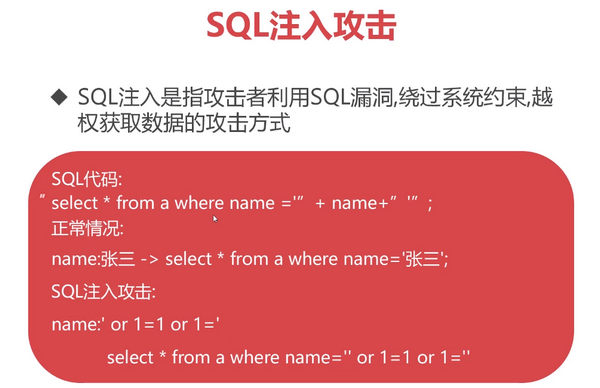 SQL注入攻击
SQL注入是指攻击者利用SQL漏洞,绕过系统约束,越
权获取数据的攻击方式
SQL代码:
" select * from a where name ='" + name+" '" ;
正常情况:
name:张三 -> select * from a where name='张三';
SQL注入攻击:
name:' or 1=1 or 1='
select * from a where name='' or 1=1 or 1=''